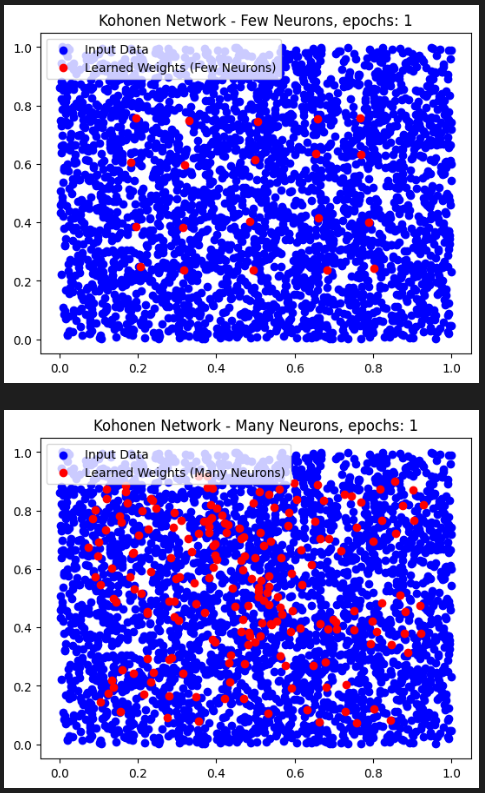 Kohonen Network - Few Neurons, epochs: 1
Input Data
Learned Weights (Few Neurons)
1.0
0.8
0.6
0.4
0.2
0.0
0.0 0.2 0.4 0.6 0.8 1.0
Kohonen Network - Many Neurons, epochs: 1
Input Data
Learned Weights (Many Neurons)
1.0
0.8
0.6
0.4
0.2
0.0
0.0 0.2 0.4 0.6 0.8 1.0